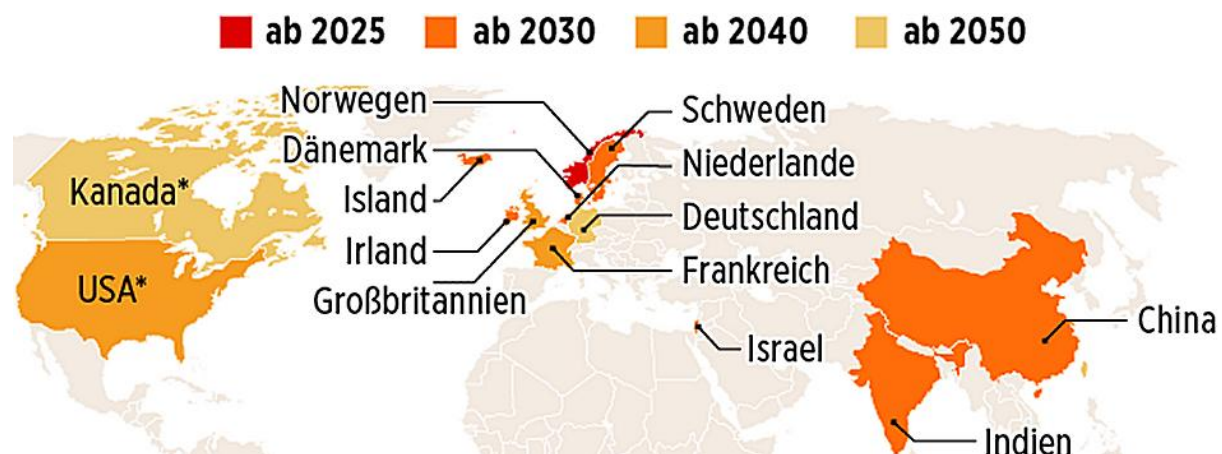 ab 2025 ab 2030 ab 2040 ab 2050
Norwegen
Schweden
Dänemark
Niederlande
Kanada*
Island
Deutschland
Irland
Frankreich
USA*
Großbritannien
China
Israel
Indien